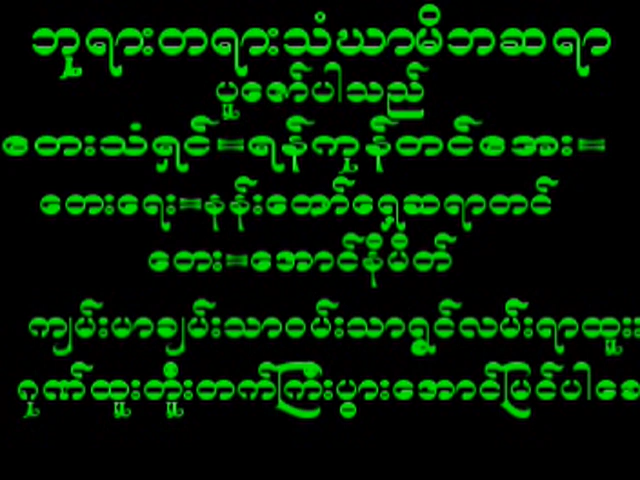 ဘုရားတရားသံဃာမိဘဆရာ
ပူဇော်ပါသည်
တေးသံရှင်=ရန်ကုန်တင်အေး=
တေးရေး=နန်းတော်ရှေ့ဆရာတင်
တေး=အောင်နိမိတ်
ကျမ်းမာချမ်းသာဝမ်းသာရွှင်လမ်းရာထူး
ဂုဏ်ထူးတိုးတက်ကြီးပွားအောင်မြင်ပါစေ